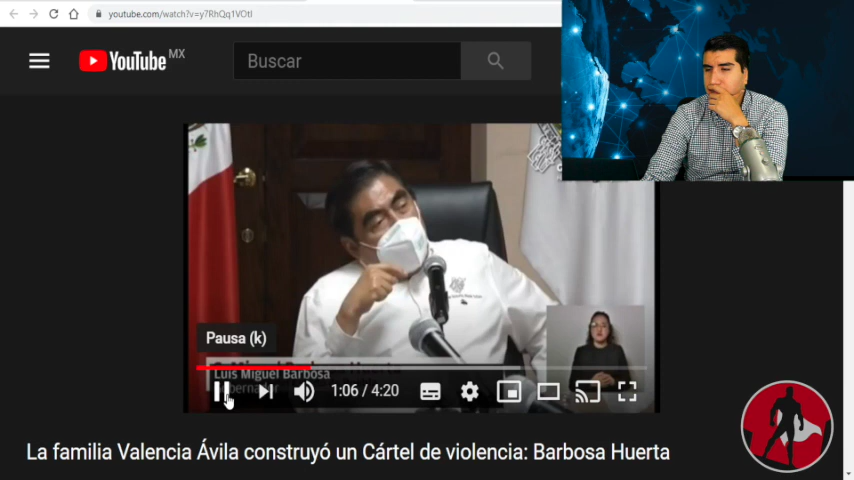 youtube.com/watch?v=y7RhQq1VOtI
YouTube MX
Buscar
Pausa (k)
Luis Miguel Barbosa
1:06 / 4:20
La familia Valencia Ávila construyó un Cártel de violencia: Barbosa Huerta